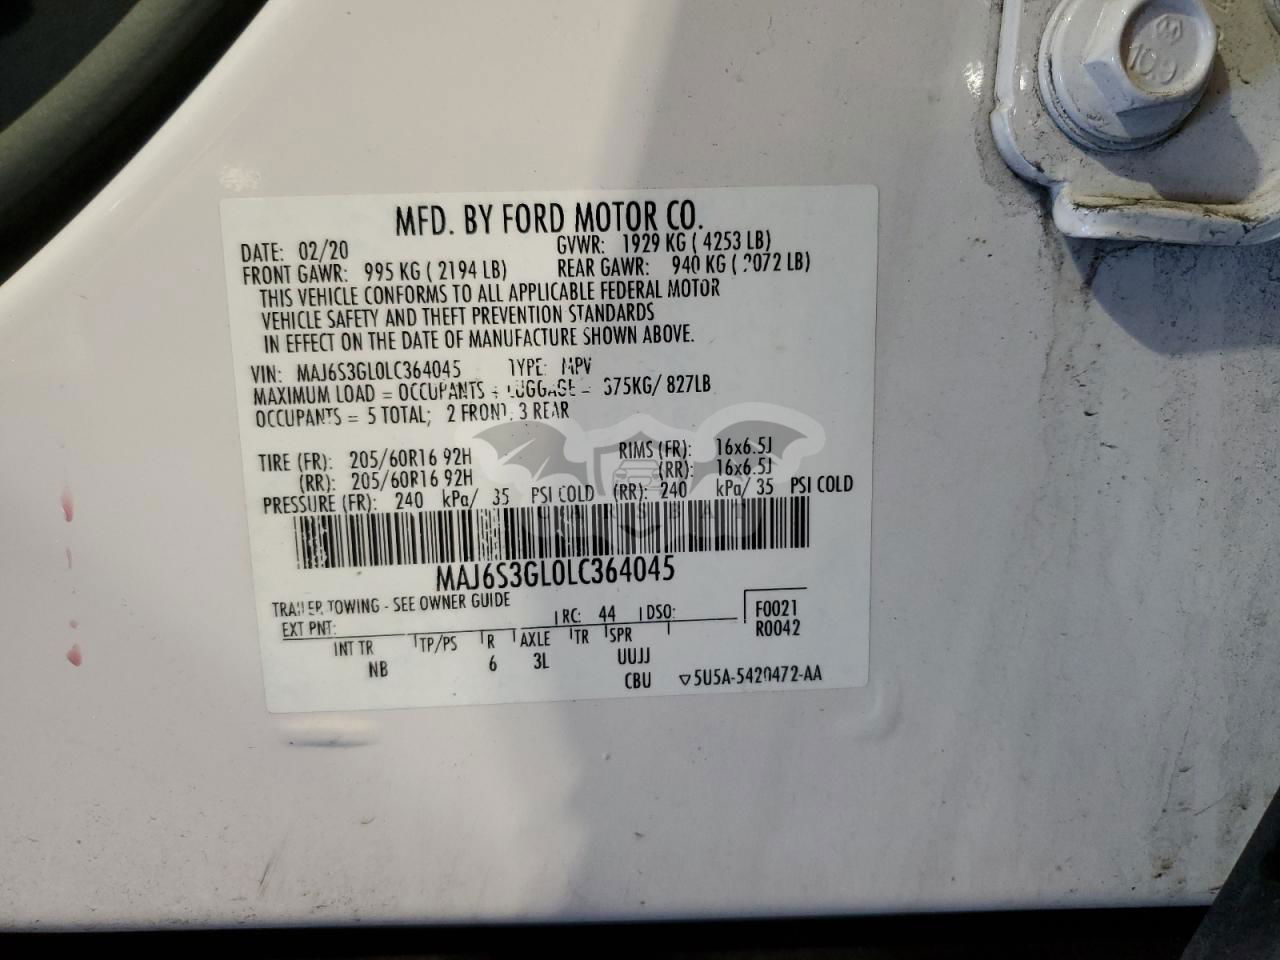 10.9
MFD. BY FORD MOTOR CO.
DATE: 02/20 GVWR: 1929 KG ( 4253 LB)
FRONT GAWR: 995 KG ( 2194 LB) REAR GAWR: 940 KG ( 2072 LB)
THIS VEHICLE CONFORMS TO ALL APPLICABLE FEDERAL MOTOR
VEHICLE SAFETY AND THEFT PREVENTION STANDARDS
IN EFFECT ON THE DATE OF MANUFACTURE SHOWN ABOVE.
VIN: MAJ6S3GL0LC364045 TYPE: MPV
MAXIMUM LOAD = OCCUPANTS + LUGGAGE = 375KG/ 827LB
OCCUPANTS = 5 TOTAL; 2 FRONT, 3 REAR
TIRE (FR): 205/60R16 92H RIMS (FR): 16x6.5J
(RR): 205/60R16 92H (RR): 16x6.5J
PRESSURE (FR): 240 kPa/ 35 PSI COLD (RR): 240 kPa/ 35 PSI COLD
CARSBAT
MAJ6S3GL0LC364045
TRAILER TOWING - SEE OWNER GUIDE
EXT PNT: RC: 44 DSO: F0021
INT TR TP/PS R AXLE TR SPR R0042
NB 6 3L UUJJ
CBU ▽5U5A-5420472-AA